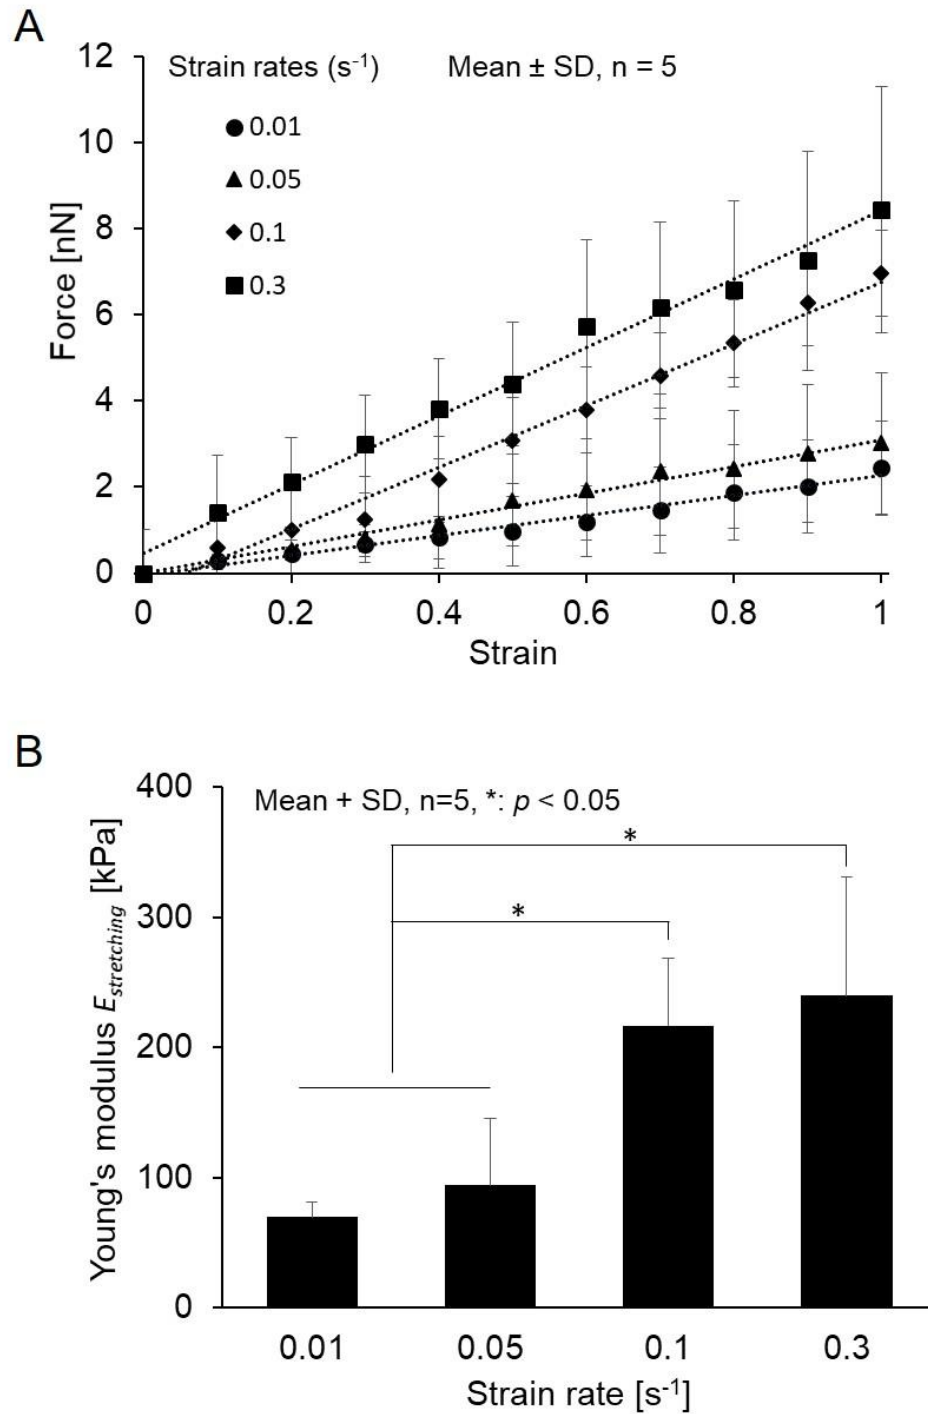 A
Strain rates (s⁻¹) Mean ± SD, n = 5
0.01
0.05
0.1
0.3
Force [nN]
12
10
8
6
4
2
0
0 0.2 0.4 0.6 0.8 1
Strain
B
Mean + SD, n=5, *: p < 0.05
*
*
Young's modulus Estretching [kPa]
400
300
200
100
0
0.01 0.05 0.1 0.3
Strain rate [s⁻¹]